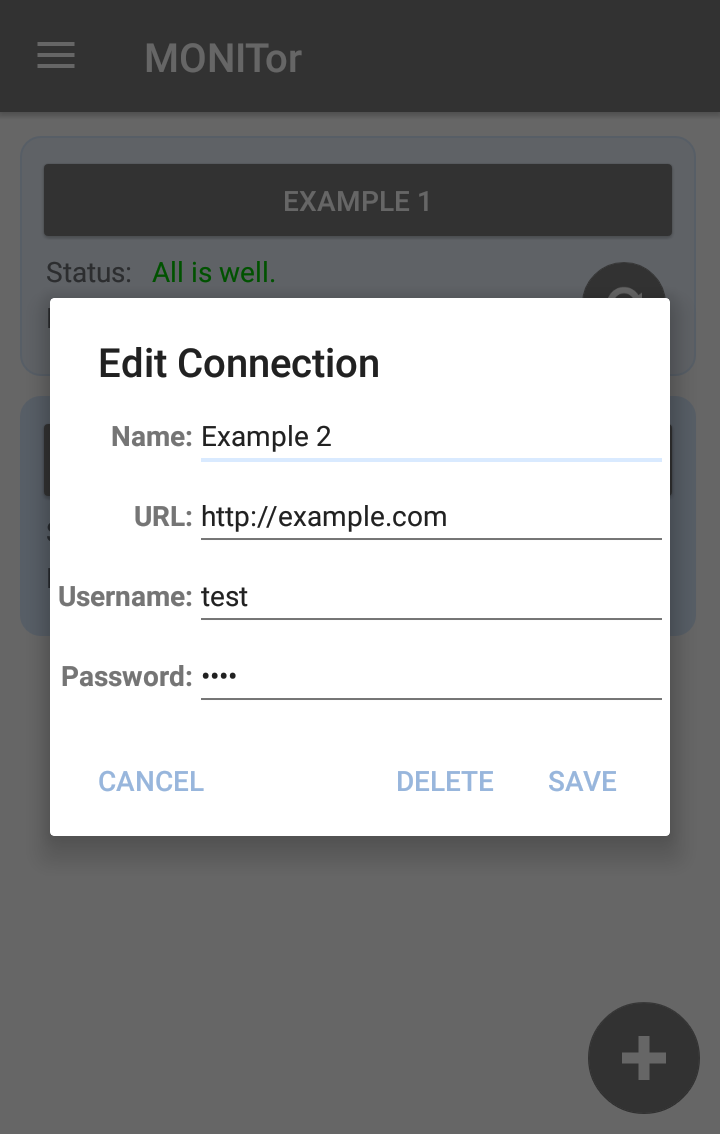 MONITor
EXAMPLE 1
Status: All is well.
Edit Connection
Name: Example 2
URL: http://example.com
Username: test
Password: ••••
CANCEL DELETE SAVE